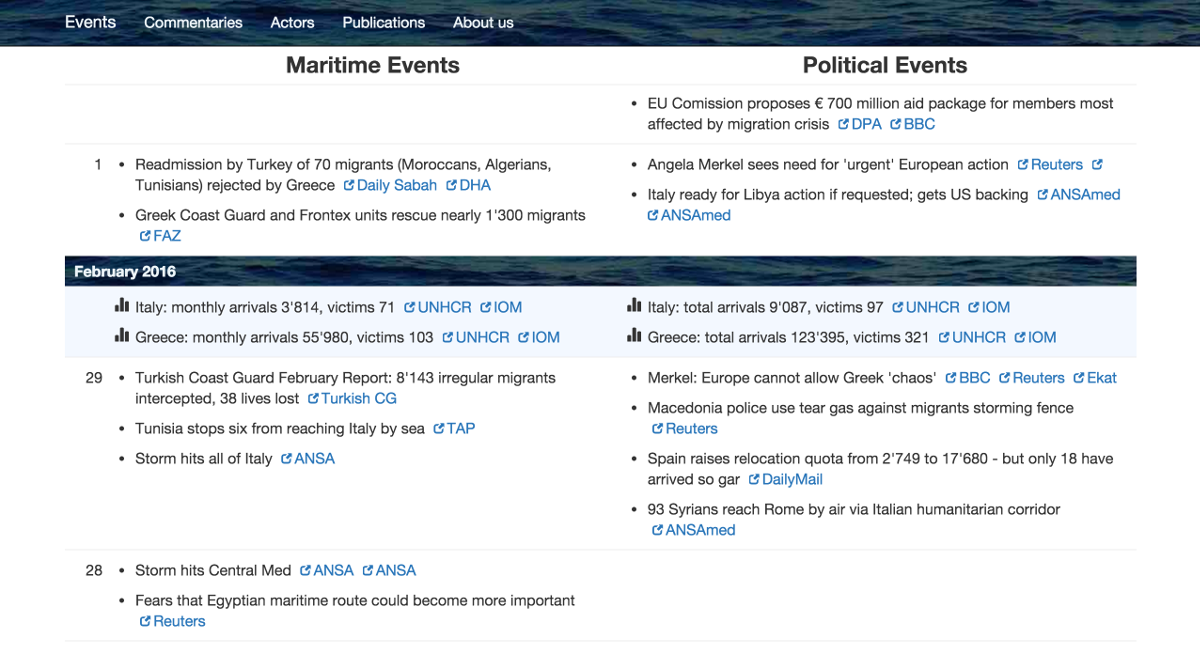 Events Commentaries Actors Publications About us
Maritime Events
Political Events
• EU Comission proposes € 700 million aid package for members most
affected by migration crisis DPA BBC
1
• Readmission by Turkey of 70 migrants (Moroccans, Algerians,
Tunisians) rejected by Greece Daily Sabah DHA
• Greek Coast Guard and Frontex units rescue nearly 1'300 migrants
FAZ
• Angela Merkel sees need for 'urgent' European action Reuters
• Italy ready for Libya action if requested; gets US backing ANSAmed
ANSAmed
February 2016
Italy: monthly arrivals 3'814, victims 71 UNHCR IOM
Greece: monthly arrivals 55'980, victims 103 UNHCR IOM
Italy: total arrivals 9'087, victims 97 UNHCR IOM
Greece: total arrivals 123'395, victims 321 UNHCR IOM
29
• Turkish Coast Guard February Report: 8'143 irregular migrants
intercepted, 38 lives lost Turkish CG
• Tunisia stops six from reaching Italy by sea TAP
• Storm hits all of Italy ANSA
• Merkel: Europe cannot allow Greek 'chaos' BBC Reuters Ekat
• Macedonia police use tear gas against migrants storming fence
Reuters
• Spain raises relocation quota from 2'749 to 17'680 - but only 18 have
arrived so gar DailyMail
• 93 Syrians reach Rome by air via Italian humanitarian corridor
ANSAmed
28
• Storm hits Central Med ANSA ANSA
• Fears that Egyptian maritime route could become more important
Reuters